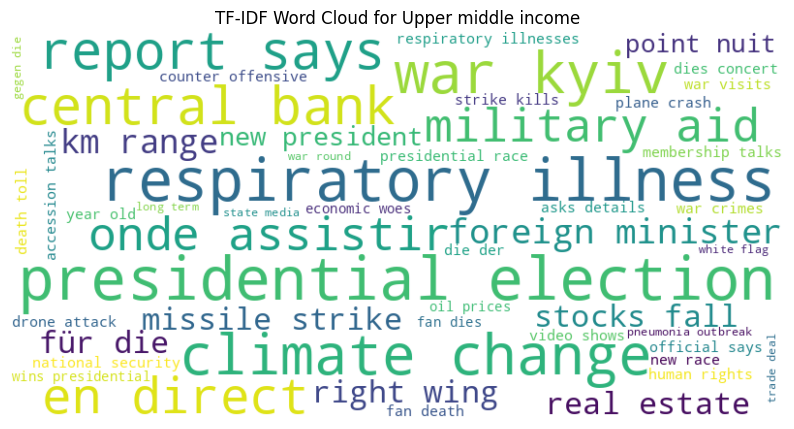 TF-IDF Word Cloud for Upper middle income
gegen die
report says
respiratory illnesses
point nuit
counter offensive
war kyiv
dies concert
war visits
central bank
strike kills
plane crash
km range
new president
military aid
accession talks
war round
presidential race
membership talks
respiratory illness
death toll
year old
long term
state media
economic woes
asks details
war crimes
onde assistir
foreign minister
die der
white flag
presidential election
oil prices
drone attack
missile strike
fan dies
stocks fall
für die
video shows
pneumonia outbreak
official says
trade deal
national security
climate change
new race
wins presidential
human rights
en direct
right wing
fan death
real estate